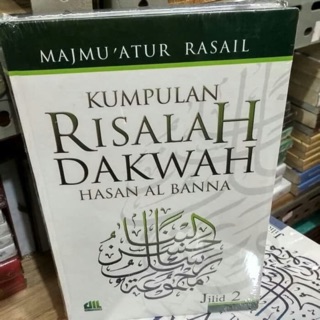 MAJMU'ATUR RASAIL
KUMPULAN
RISALAH
DAKWAH
HASAN AL BANNA
Jilid 2